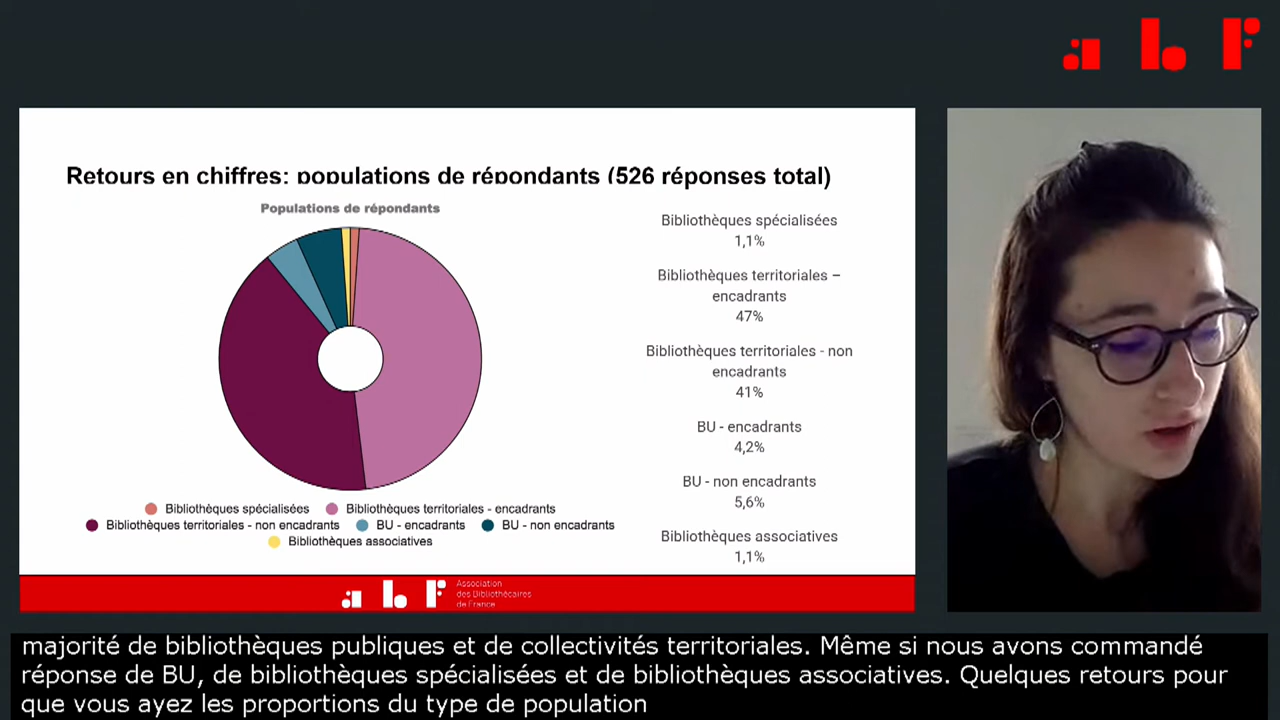 abf
Retours en chiffres: populations de répondants (526 réponses total)
Populations de répondants
Bibliothèques spécialisées
Bibliothèques territoriales - encadrants
Bibliothèques territoriales - non encadrants
BU - encadrants
BU - non encadrants
Bibliothèques associatives
Bibliothèques spécialisées
1,1%
Bibliothèques territoriales –
encadrants
47%
Bibliothèques territoriales - non
encadrants
41%
BU - encadrants
4,2%
BU - non encadrants
5,6%
Bibliothèques associatives
1,1%
abf
Association
des Bibliothécaires
de France
majorité de bibliothèques publiques et de collectivités territoriales. Même si nous avons commandé
réponse de BU, de bibliothèques spécialisées et de bibliothèques associatives. Quelques retours pour
que vous ayez les proportions du type de population